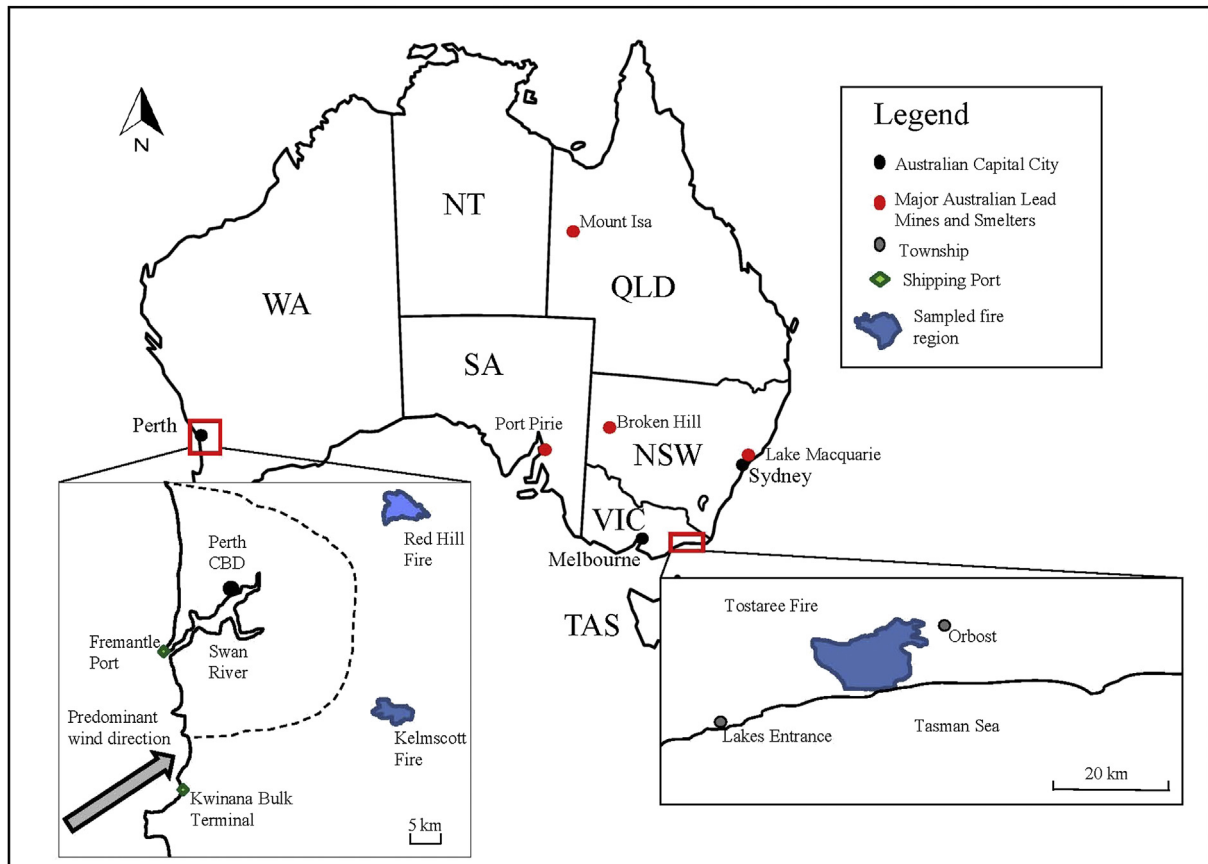 N
Legend
Australian Capital City
Major Australian Lead
Mines and Smelters
Township
Shipping Port
Sampled fire
region
NT
Mount Isa
WA
QLD
SA
Perth
Port Pirie
Broken Hill
NSW
Lake Macquarie
Sydney
VIC
Melbourne
TAS
Red Hill
Fire
Perth
CBD
Fremantle
Port
Swan
River
Predominant
wind direction
Kelmscott
Fire
Kwinana Bulk
Terminal
5 km
Tostaree Fire
Orbost
Lakes Entrance
Tasman Sea
20 km